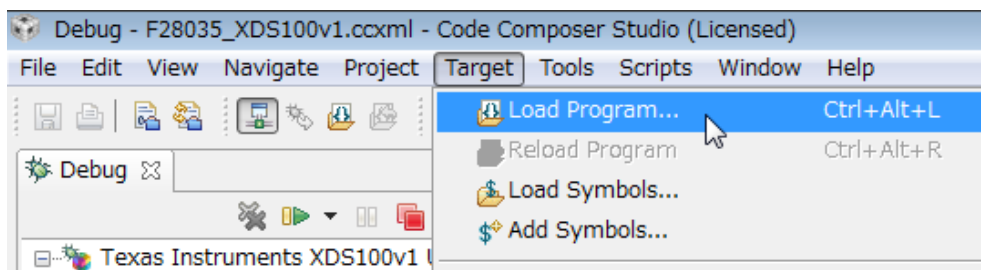 Debug - F28035_XDS100v1.ccxml - Code Composer Studio (Licensed)
File Edit View Navigate Project Target Tools Scripts Window Help
Load Program... Ctrl+Alt+L
Reload Program Ctrl+Alt+R
Debug
Load Symbols...
Add Symbols...
Texas Instruments XDS100v1